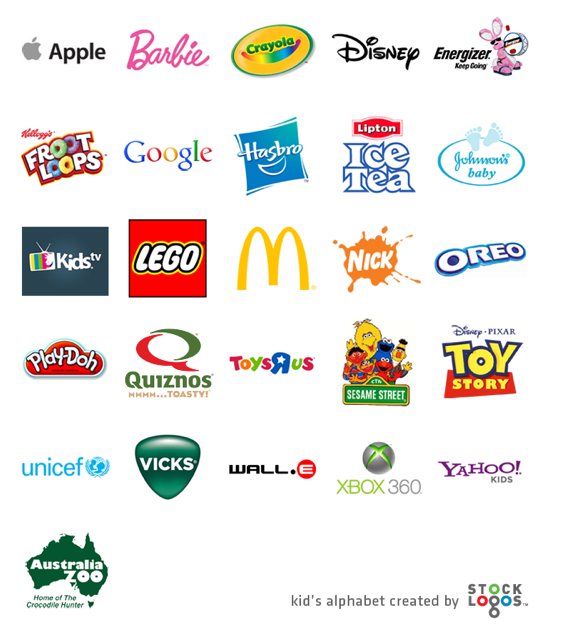 Apple
Barbie
Crayola
Disney
Energizer
Keep Going
Kellogg's
FROOT
LOOPS
Google
Hasbro
Lipton
Ice
Tea
Johnson's
baby
Kids.tv
LEGO
NICK
OREO
Play-Doh
QUIZNOS
MMMM...TOASTY!
TOYSRUS
CTW
SESAME STREET
DISNEY · PIXAR
TOY
STORY
unicef
VICKS
WALL.E
XBOX 360
YAHOO!
KIDS
Australia
ZOO
Home of The
Crocodile Hunter
kid's alphabet created by STOCK
LOGOS